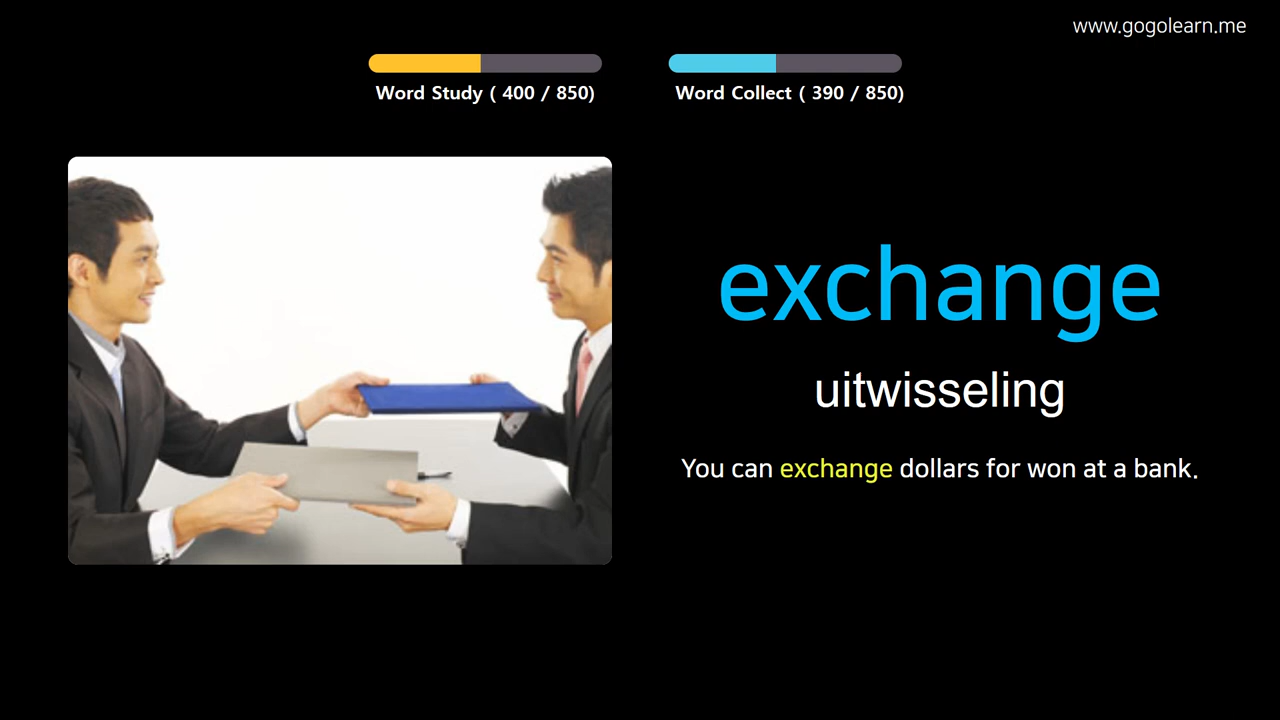 www.gogolearn.me
Word Study ( 400 / 850)
Word Collect ( 390 / 850)
exchange
uitwisseling
You can exchange dollars for won at a bank.